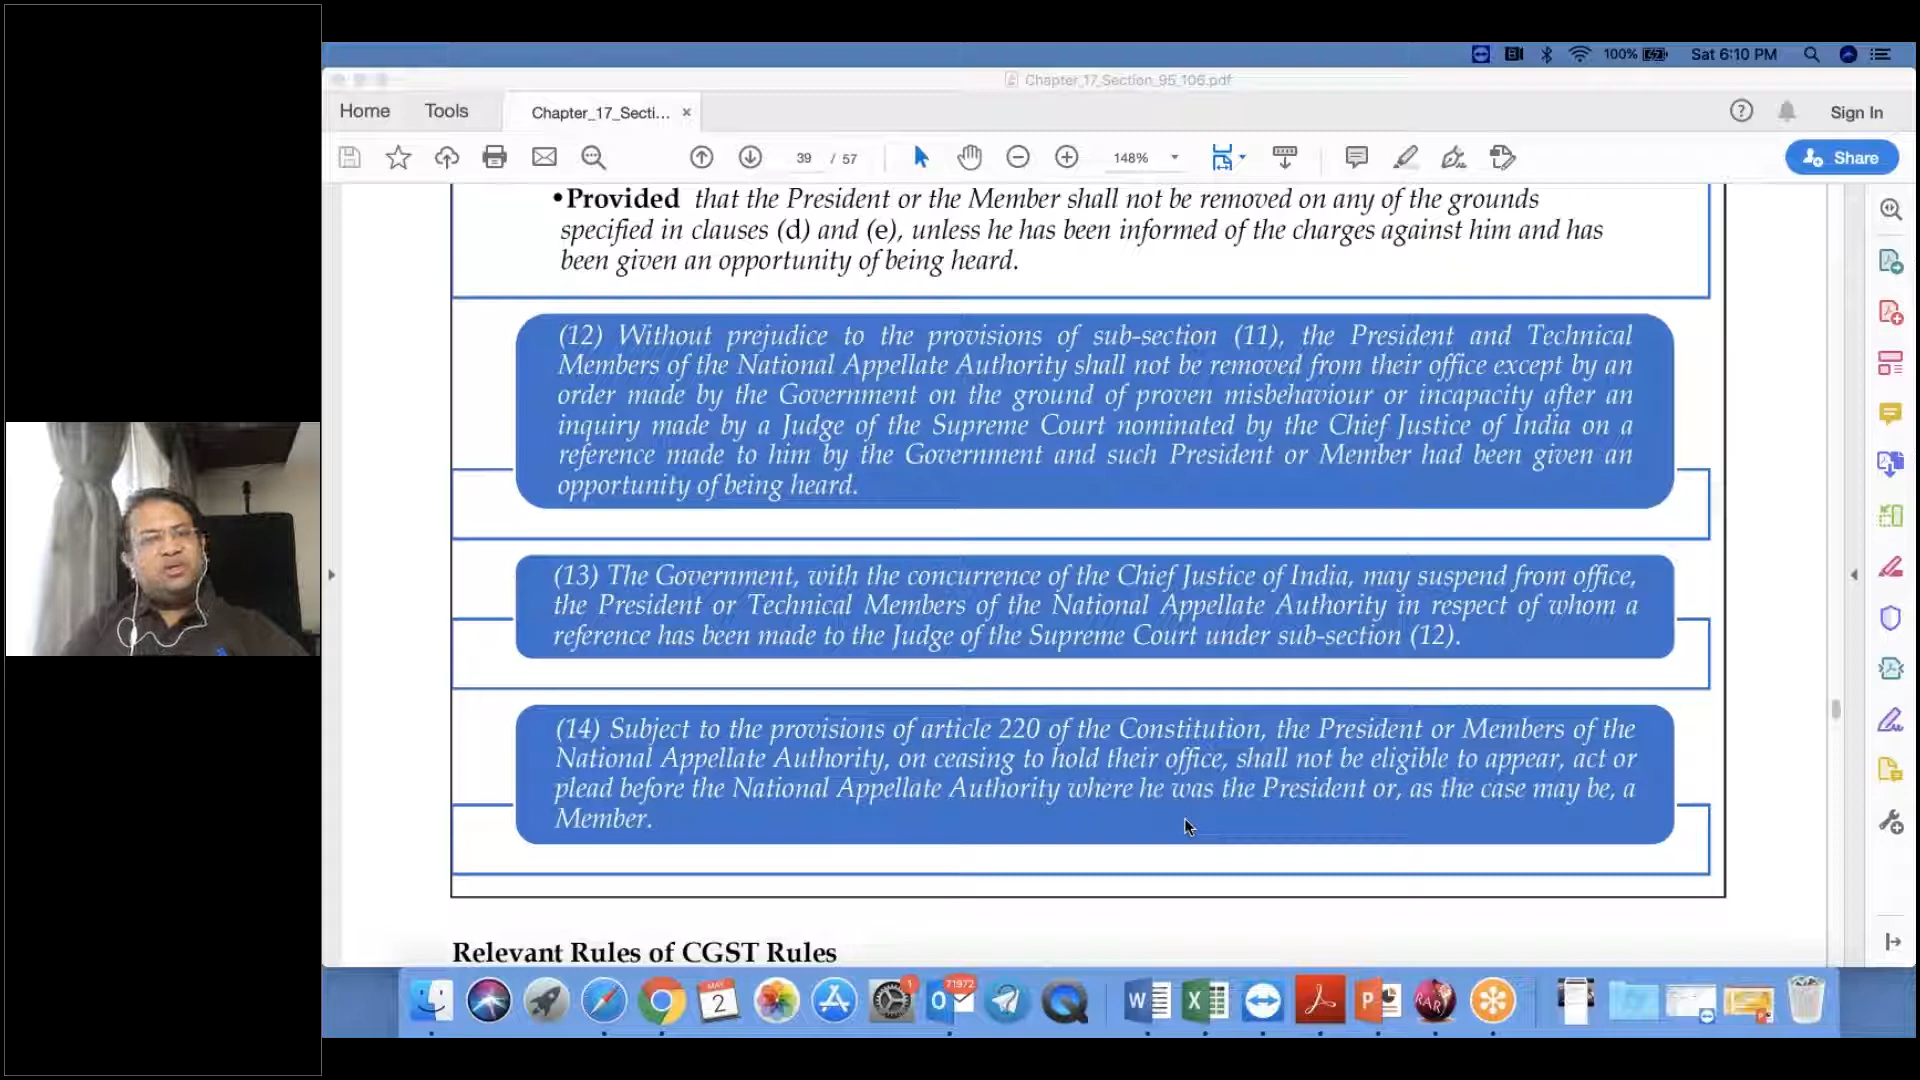 100%
Sat 6:10 PM
Chapter_17_Section_95_106.pdf
Home
Tools
Chapter_17_Secti... ×
Sign In
39 / 57
148%
Share
•Provided that the President or the Member shall not be removed on any of the grounds
specified in clauses (d) and (e), unless he has been informed of the charges against him and has
been given an opportunity of being heard.
(12) Without prejudice to the provisions of sub-section (11), the President and Technical
Members of the National Appellate Authority shall not be removed from their office except by an
order made by the Government on the ground of proven misbehaviour or incapacity after an
inquiry made by a Judge of the Supreme Court nominated by the Chief Justice of India on a
reference made to him by the Government and such President or Member had been given an
opportunity of being heard.
(13) The Government, with the concurrence of the Chief Justice of India, may suspend from office,
the President or Technical Members of the National Appellate Authority in respect of whom a
reference has been made to the Judge of the Supreme Court under sub-section (12).
(14) Subject to the provisions of article 220 of the Constitution, the President or Members of the
National Appellate Authority, on ceasing to hold their office, shall not be eligible to appear, act or
plead before the National Appellate Authority where he was the President or, as the case may be, a
Member.
Relevant Rules of CGST Rules
MAY
2
1
71972
RAR